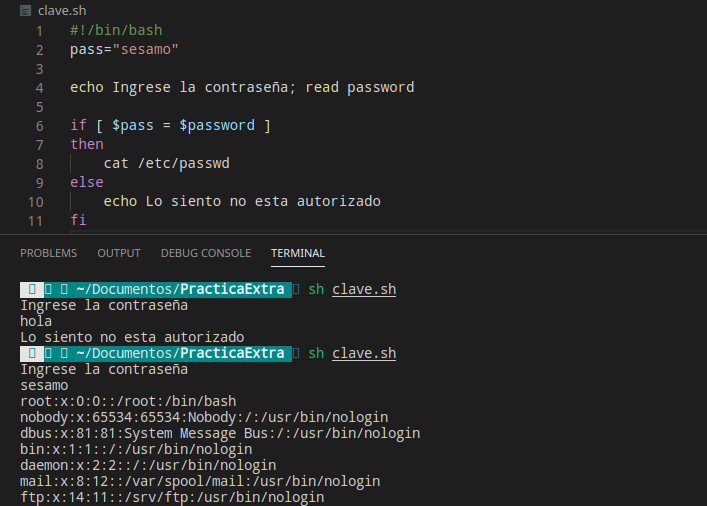 clave.sh
1 #!/bin/bash
2 pass="sesamo"
3
4 echo Ingrese la contraseña; read password
5
6 if [ $pass = $password ]
7 then
8 cat /etc/passwd
9 else
10 echo Lo siento no esta autorizado
11 fi
PROBLEMS OUTPUT DEBUG CONSOLE TERMINAL
~/Documentos/PracticaExtra sh clave.sh
Ingrese la contraseña
hola
Lo siento no esta autorizado
~/Documentos/PracticaExtra sh clave.sh
Ingrese la contraseña
sesamo
root:x:0:0::/root:/bin/bash
nobody:x:65534:65534:Nobody:/:/usr/bin/nologin
dbus:x:81:81:System Message Bus:/:/usr/bin/nologin
bin:x:1:1::/:/usr/bin/nologin
daemon:x:2:2::/:/usr/bin/nologin
mail:x:8:12::/var/spool/mail:/usr/bin/nologin
ftp:x:14:11::/srv/ftp:/usr/bin/nologin